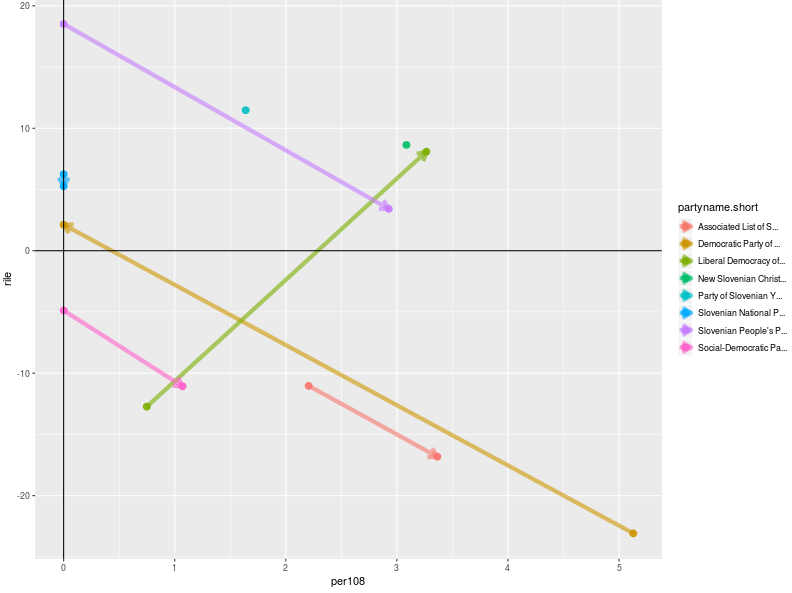 20
10
0
-10
-20
rile
0 1 2 3 4 5
per108
partyname.short
Associated List of S...
Democratic Party of ...
Liberal Democracy of...
New Slovenian Christ...
Party of Slovenian Y...
Slovenian National P...
Slovenian People's P...
Social-Democratic Pa...